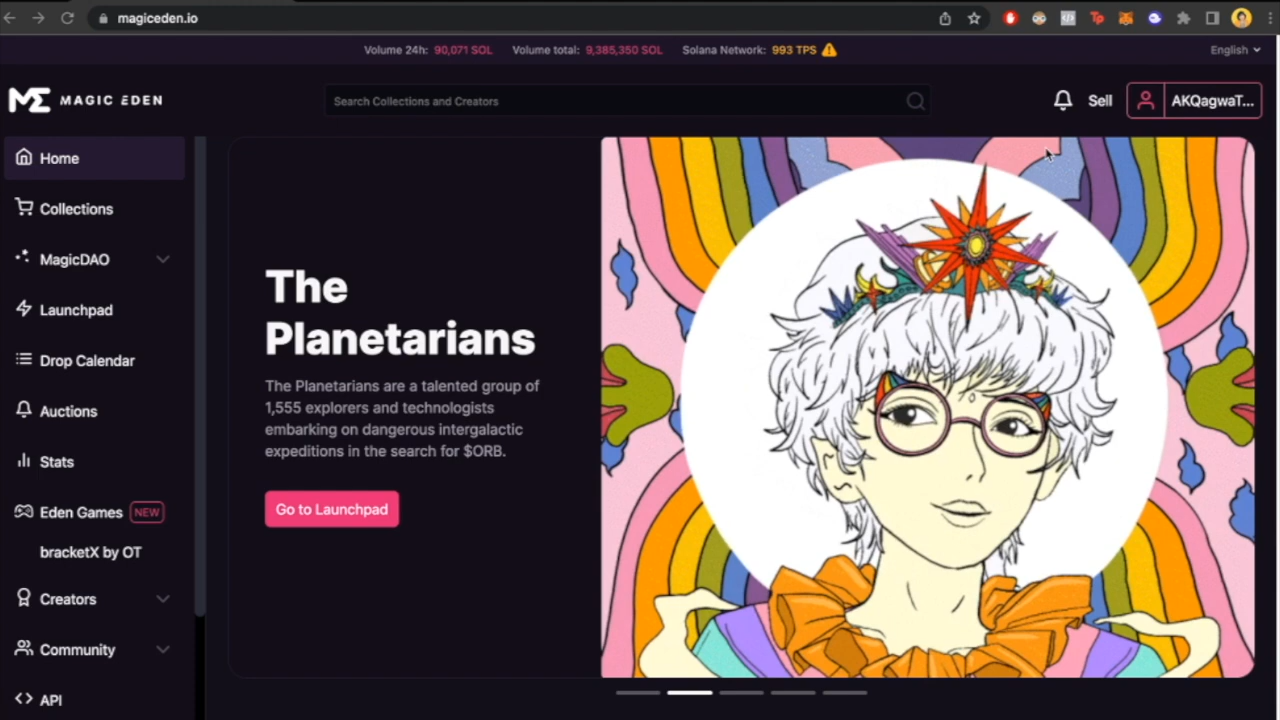 magiceden.io
Volume 24h: 90,071 SOL Volume total: 9,385,350 SOL Solana Network: 993 TPS
English
MAGIC EDEN
Search Collections and Creators
Sell
AKQagwaT...
Home
Collections
MagicDAO
Launchpad
Drop Calendar
Auctions
Stats
Eden Games NEW
bracketX by OT
Creators
Community
API
The
Planetarians
The Planetarians are a talented group of
1,555 explorers and technologists
embarking on dangerous intergalactic
expeditions in the search for $ORB.
Go to Launchpad